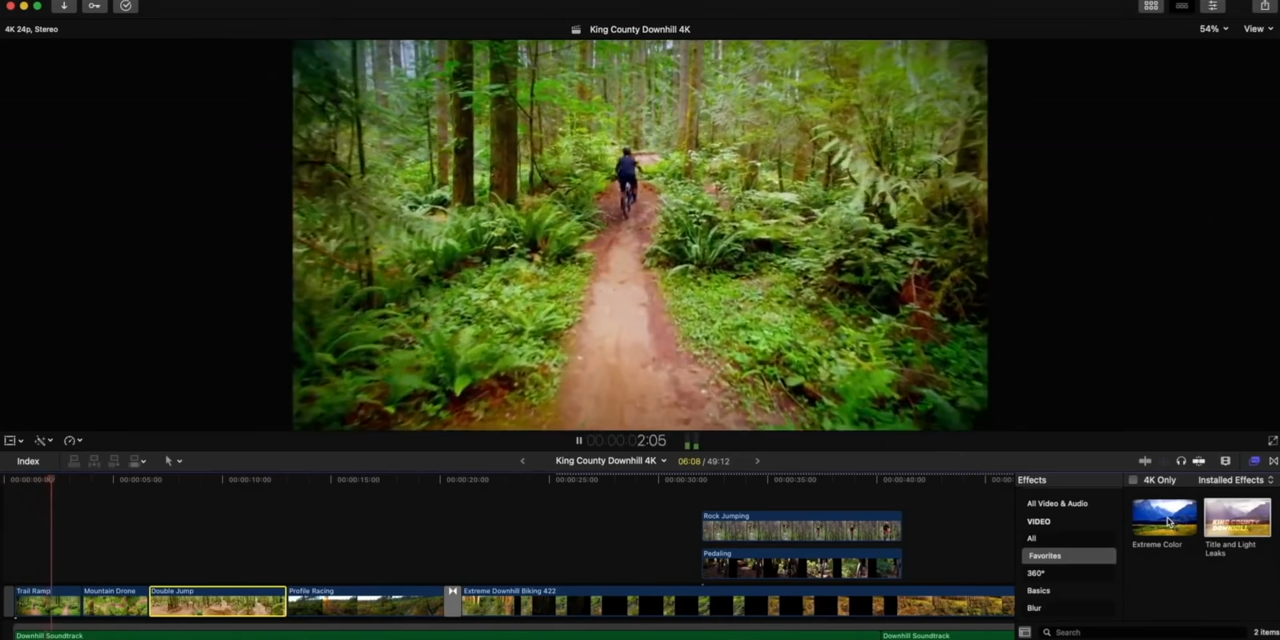 4K 24p, Stereo
King County Downhill 4K
54%
View
2:05
Index
King County Downhill 4K
06:08 / 49:12
00:00:05:00
00:00:10:00
00:00:15:00
00:00:20:00
00:00:25:00
00:00:30:00
00:00:35:00
00:00:40:00
Effects
4K Only
Installed Effects
All Video & Audio
VIDEO
All
Favorites
360°
Basics
Blur
Extreme Color
Title and Light
Leaks
KING COUNTY
DOWNHILL
Rock Jumping
Pedaling
Trail Ramp
Mountain Drone
Double Jump
Profile Racing
Extreme Downhill Biking 422
Search
2 items
Downhill Soundtrack
Downhill Soundtrack